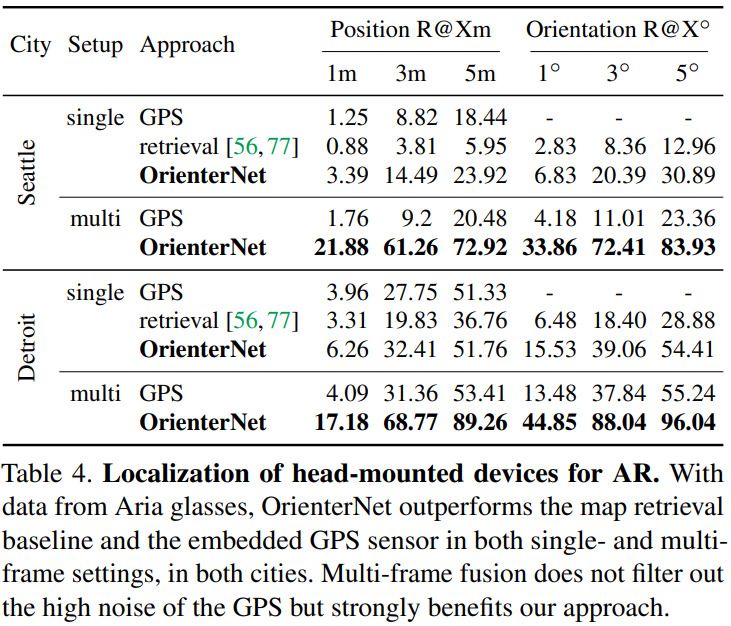 City Setup Approach Position R@Xm Orientation R@X°
1m 3m 5m 1° 3° 5°
Seattle
single GPS 1.25 8.82 18.44 - - -
retrieval [56,77] 0.88 3.81 5.95 2.83 8.36 12.96
OrienterNet 3.39 14.49 23.92 6.83 20.39 30.89
multi GPS 1.76 9.2 20.48 4.18 11.01 23.36
OrienterNet 21.88 61.26 72.92 33.86 72.41 83.93
Detroit
single GPS 3.96 27.75 51.33 - - -
retrieval [56,77] 3.31 19.83 36.76 6.48 18.40 28.88
OrienterNet 6.26 32.41 51.76 15.53 39.06 54.41
multi GPS 4.09 31.36 53.41 13.48 37.84 55.24
OrienterNet 17.18 68.77 89.26 44.85 88.04 96.04
Table 4. Localization of head-mounted devices for AR. With
data from Aria glasses, OrienterNet outperforms the map retrieval
baseline and the embedded GPS sensor in both single- and multi-
frame settings, in both cities. Multi-frame fusion does not filter out
the high noise of the GPS but strongly benefits our approach.